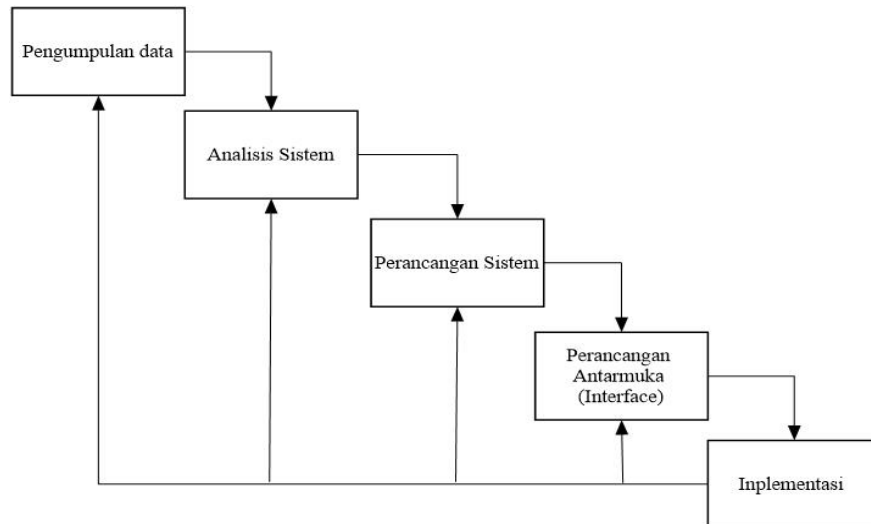 Pengumpulan data
Analisis Sistem
Perancangan Sistem
Perancangan
Antarmuka
(Interface)
Inplementasi